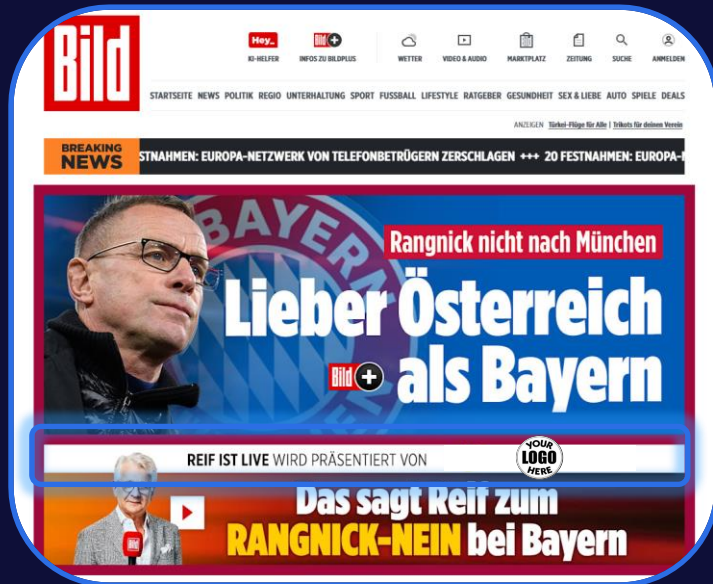 Bild
Hey_
KI-HELFER
Bild +
INFOS ZU BILDPLUS
WETTER
VIDEO & AUDIO
MARKTPLATZ
ZEITUNG
SUCHE
ANMELDEN
STARTSEITE NEWS POLITIK REGIO UNTERHALTUNG SPORT FUSSBALL LIFESTYLE RATGEBER GESUNDHEIT SEX & LIEBE AUTO SPIELE DEALS
ANZEIGEN Türkei-Flüge für Alle | Trikots für deinen Verein
BREAKING
NEWS
STNAHMEN: EUROPA-NETZWERK VON TELEFONBETRÜGERN ZERSCHLAGEN +++ 20 FESTNAHMEN: EUROPA-N
BAYERN
Rangnick nicht nach München
Lieber Österreich
Bild + als Bayern
REIF IST LIVE WIRD PRÄSENTIERT VON
YOUR
LOGO
HERE
Das sagt Reif zum
RANGNICK-NEIN bei Bayern